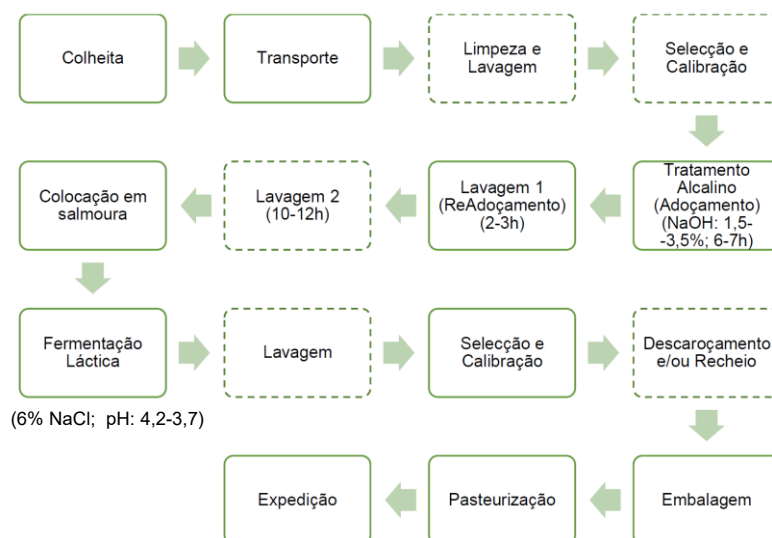 Colheita
Transporte
Limpeza e
Lavagem
Selecção e
Calibração
Tratamento
Alcalino
(Adoçamento)
(NaOH: 1,5-
-3,5%; 6-7h)
Lavagem 1
(ReAdoçamento)
(2-3h)
Lavagem 2
(10-12h)
Colocação em
salmoura
Fermentação
Láctica
(6% NaCl;  pH: 4,2-3,7)
Lavagem
Selecção e
Calibração
Descaroçamento
e/ou Recheio
Embalagem
Pasteurização
Expedição